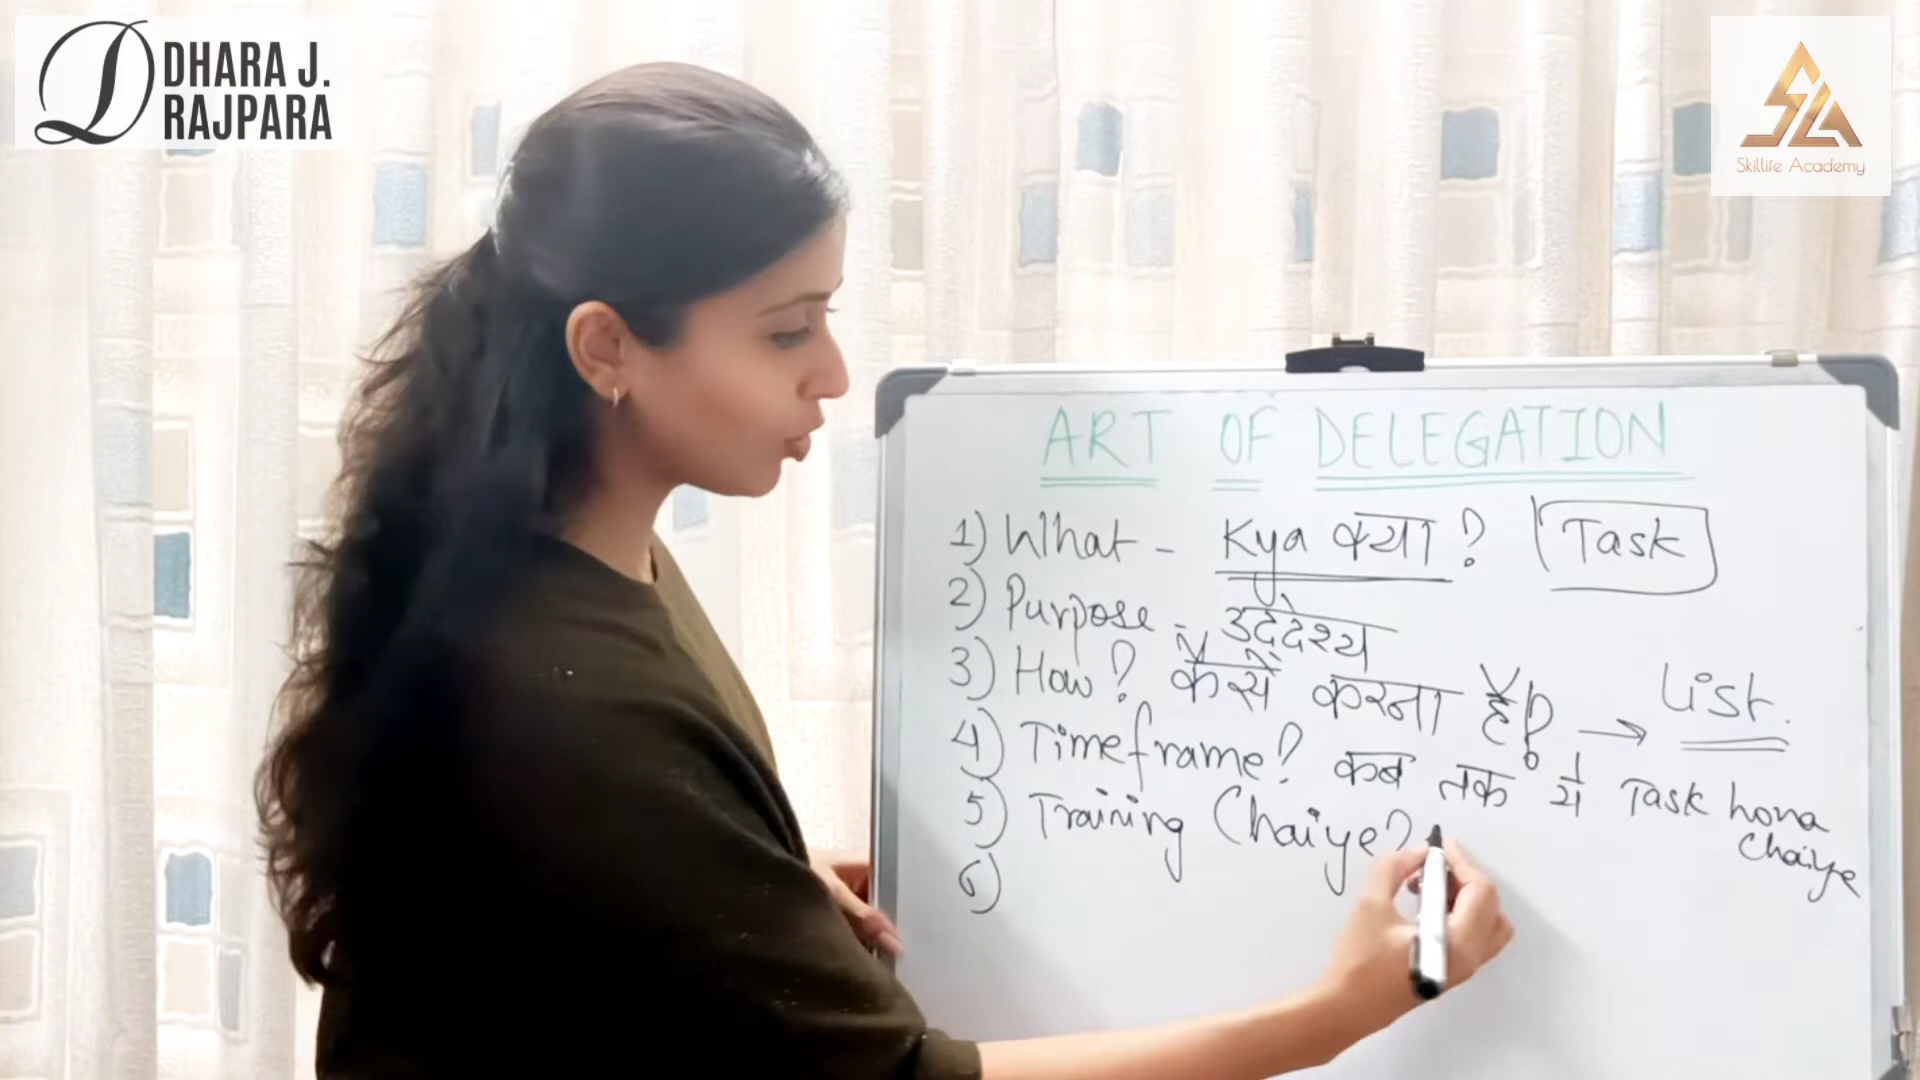 DHARA J.
RAJPARA
Skillife Academy
ART OF DELEGATION
1) What - Kya क्या ? Task
2) Purpose - उद्देश्य
3) How? कैसे करना है? → List.
4) Timeframe? कब तक ये Task hona
Chaiye
5) Training Chaiye?
6)